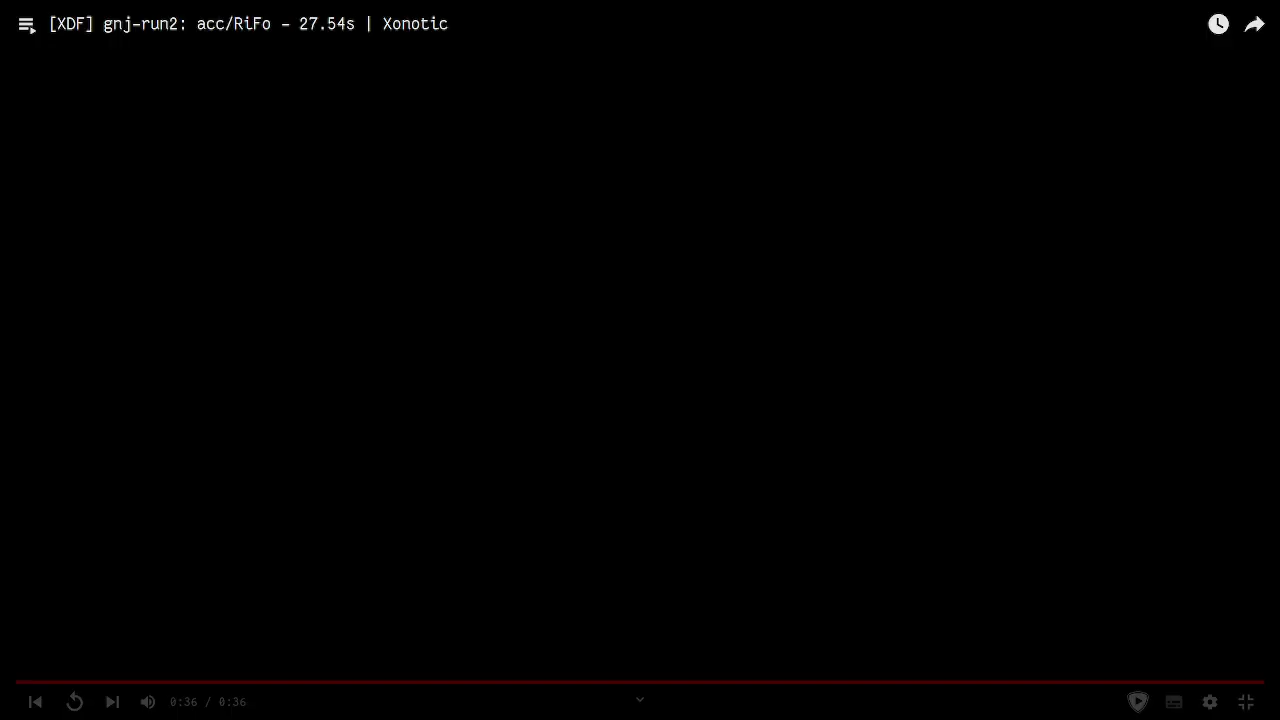 [XDF] gnj-run2: acc/RiFo – 27.54s | Xonotic
0:36 / 0:36